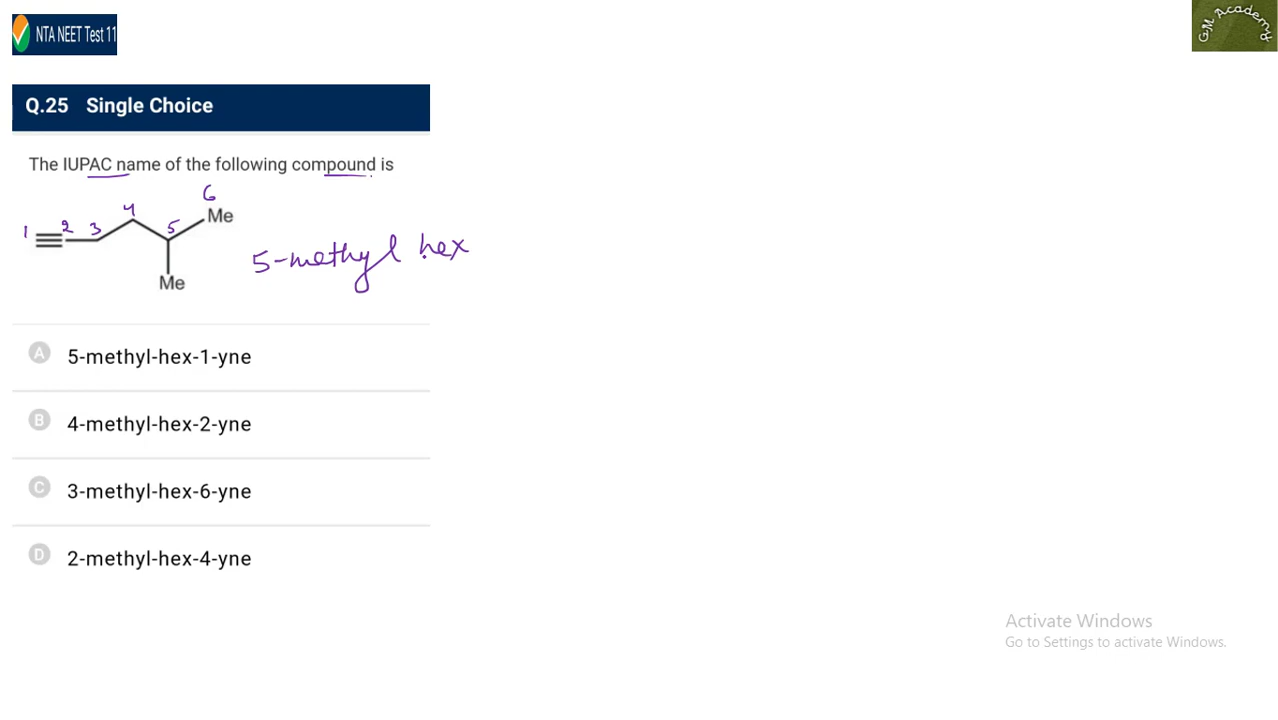 NTA NEET Test 11
GM Academy
Q.25 Single Choice
The IUPAC name of the following compound is
6
Me
4
1 2 3 5
5-methyl hex
Me
A 5-methyl-hex-1-yne
B 4-methyl-hex-2-yne
C 3-methyl-hex-6-yne
D 2-methyl-hex-4-yne
Activate Windows
Go to Settings to activate Windows.